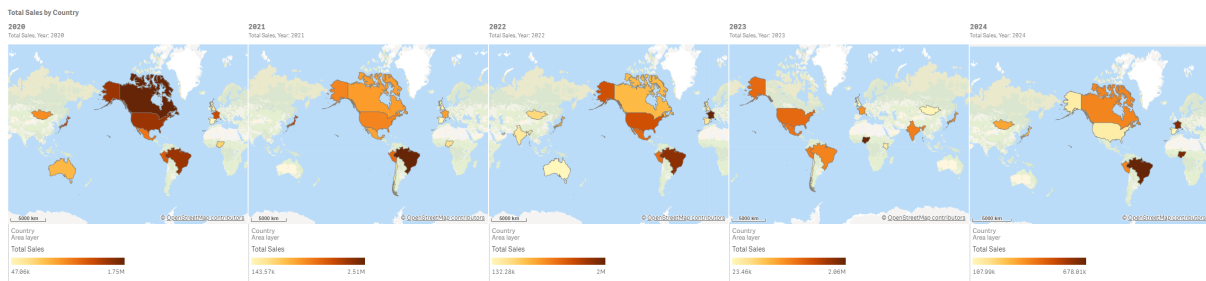 Total Sales by Country
2020
Total Sales, Year: 2020
5000 km
© OpenStreetMap contributors
Country
Area layer
Total Sales
47.06k 1.75M
2021
Total Sales, Year: 2021
5000 km
© OpenStreetMap contributors
Country
Area layer
Total Sales
143.57k 2.51M
2022
Total Sales, Year: 2022
5000 km
© OpenStreetMap contributors
Country
Area layer
Total Sales
132.28k 2M
2023
Total Sales, Year: 2023
5000 km
© OpenStreetMap contributors
Country
Area layer
Total Sales
23.46k 2.06M
2024
Total Sales, Year: 2024
5000 km
© OpenStreetMap contributors
Country
Area layer
Total Sales
107.99k 678.01k